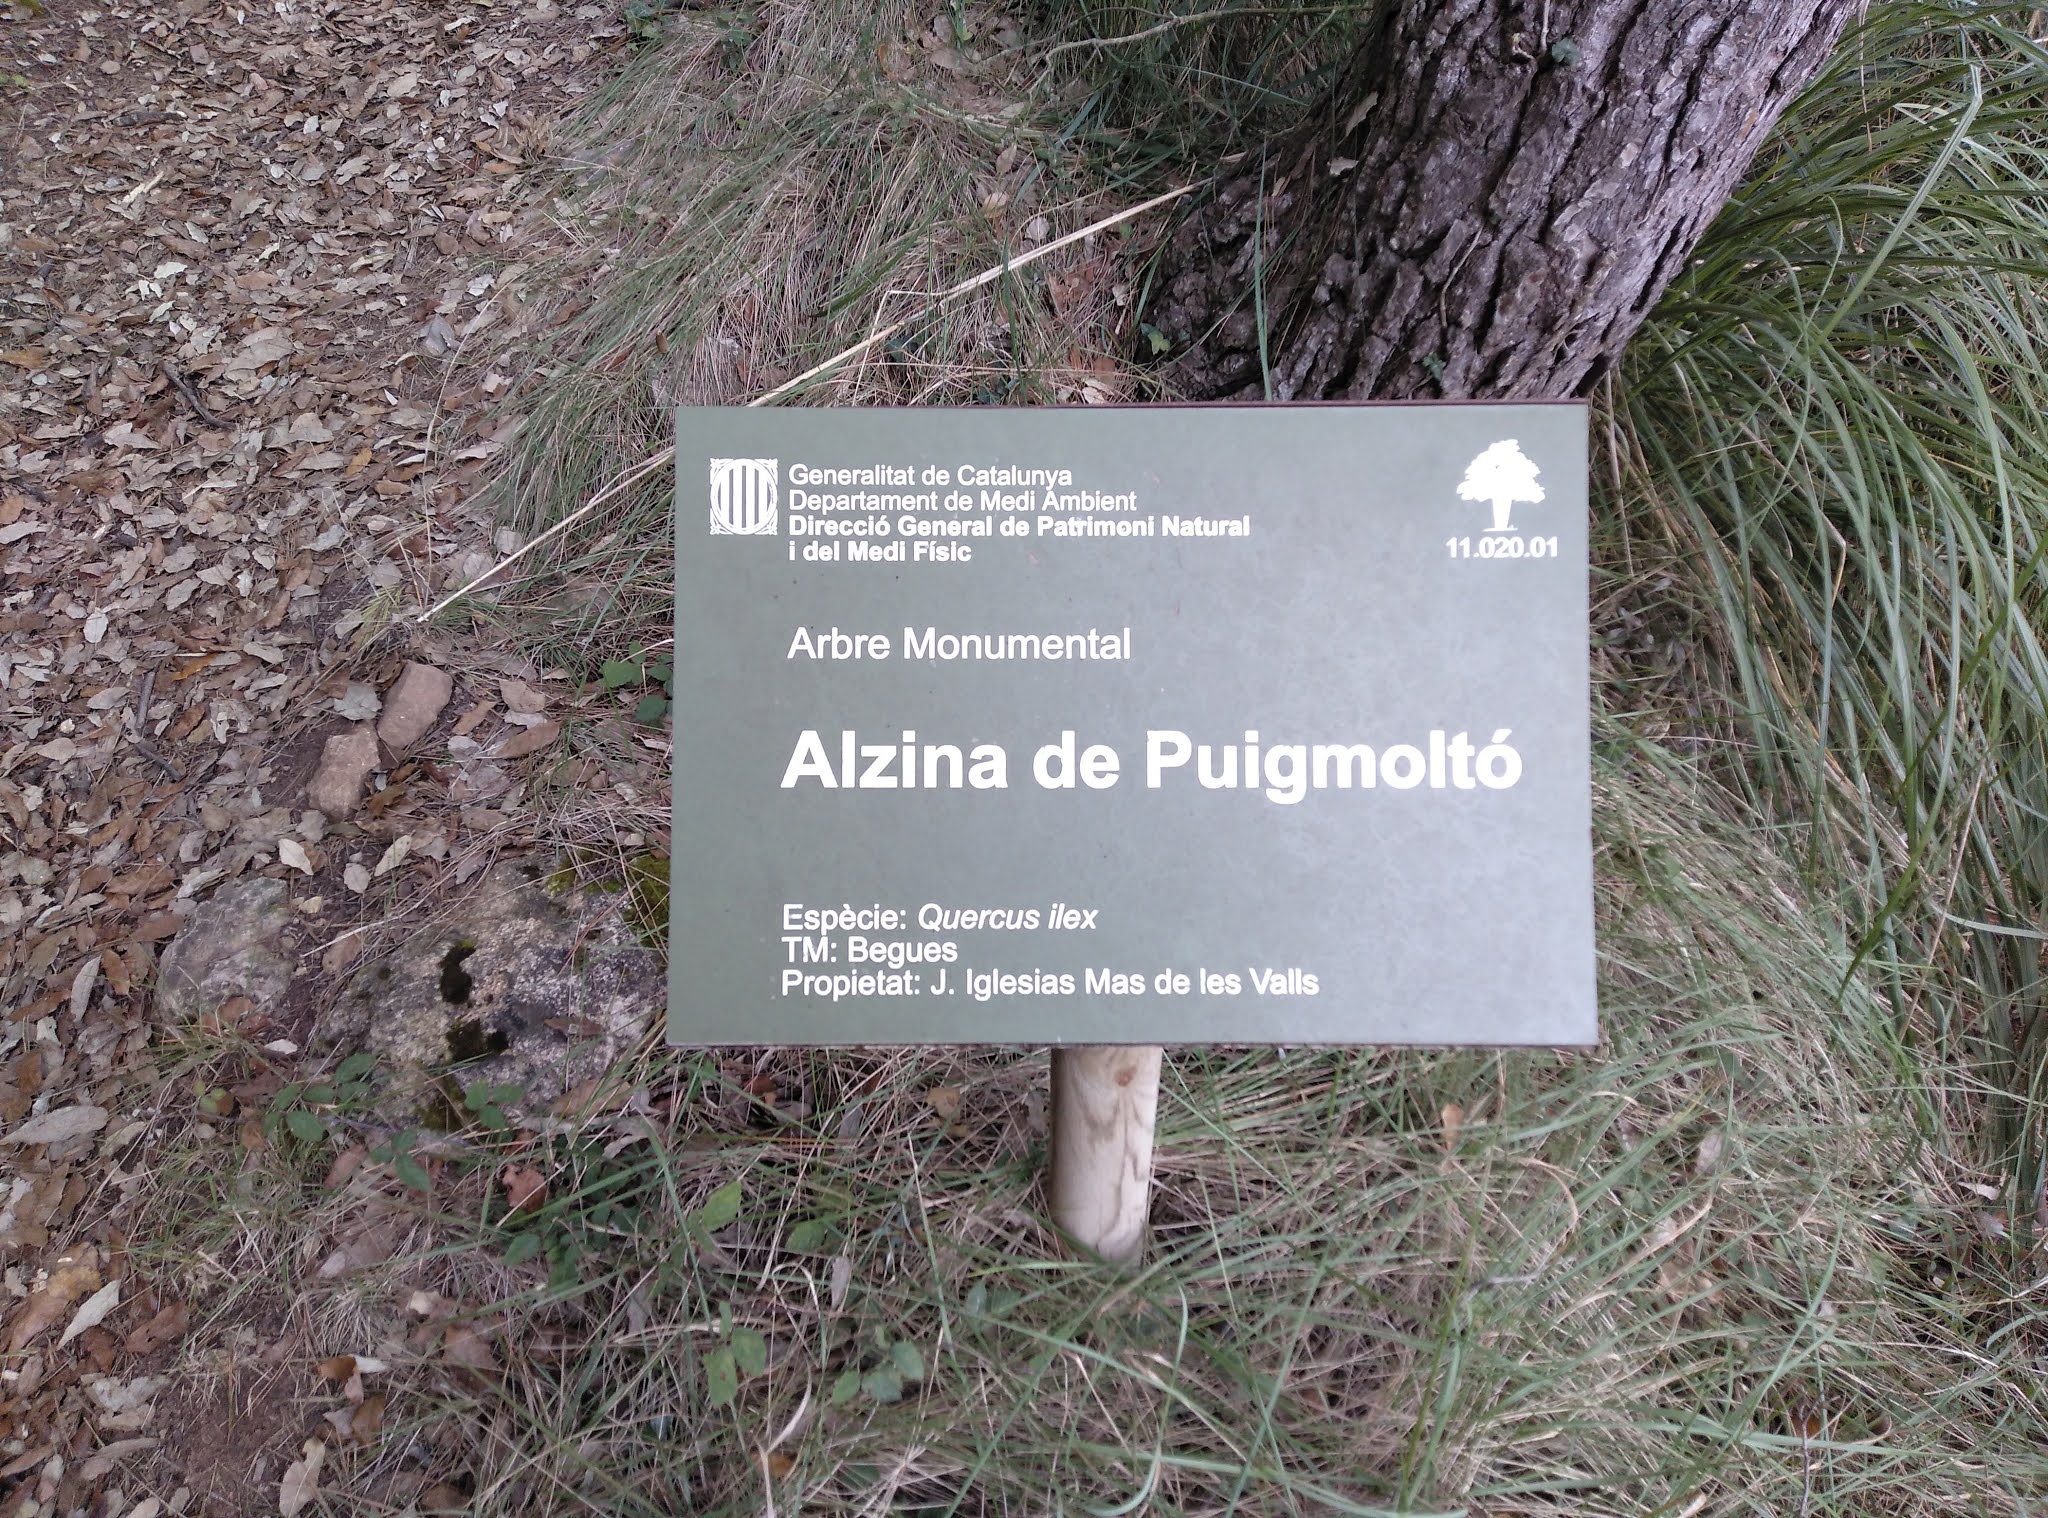 Generalitat de Catalunya
Departament de Medi Ambient
Direcció General de Patrimoni Natural
i del Medi Físic
11.020.01
Arbre Monumental
Alzina de Puigmoltó
Espècie: Quercus ilex
TM: Begues
Propietat: J. Iglesias Mas de les Valls